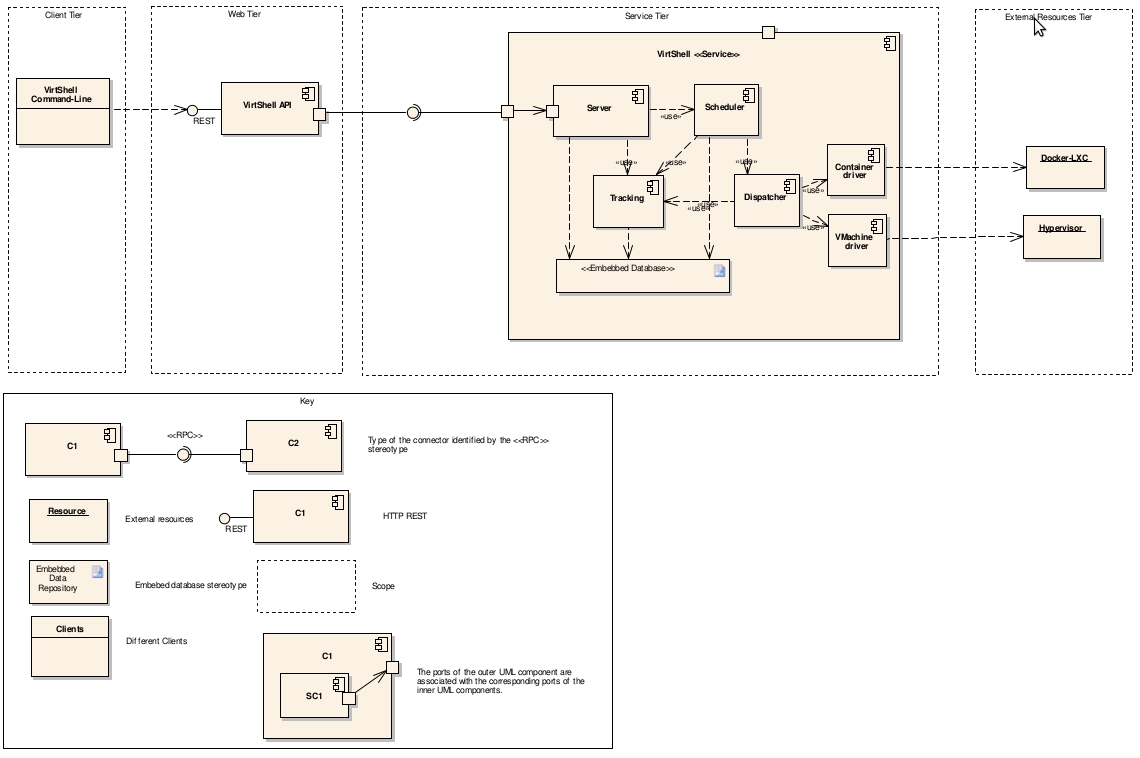 Client Tier
Web Tier
Service Tier
External Resources Tier
VirtShell <<Service>>
VirtShell
Command-Line
REST
VirtShell API
Server
Scheduler
«use»
«use»
«use»
«use»
Tracking
Dispatcher
«use»
«use»
Container
driver
«use»
«use»
VMachine
driver
Docker-LXC
Hypervisor
<<Embebbed Database>>
Key
C1
<<RPC>>
C2
Type of the connector identified by the <<RPC>>
stereotype
Resource
External resources
REST
C1
HTTP REST
Embebbed
Data
Repository
Embebed database stereotype
Scope
Clients
Different Clients
C1
SC1
The ports of the outer UML component are
associated with the corresponding ports of the
inner UML components.